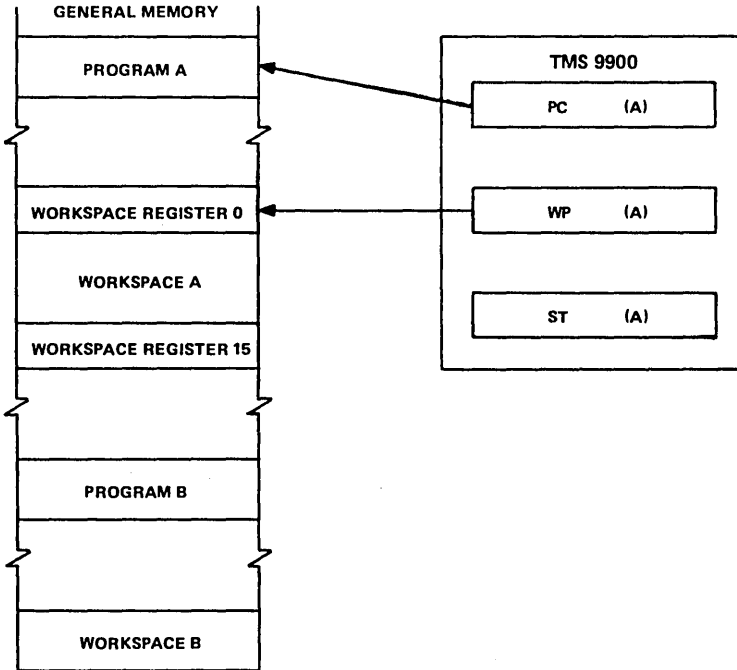 GENERAL MEMORY
PROGRAM A
WORKSPACE REGISTER 0
WORKSPACE A
WORKSPACE REGISTER 15
PROGRAM B
WORKSPACE B
TMS 9900
PC (A)
WP (A)
ST (A)